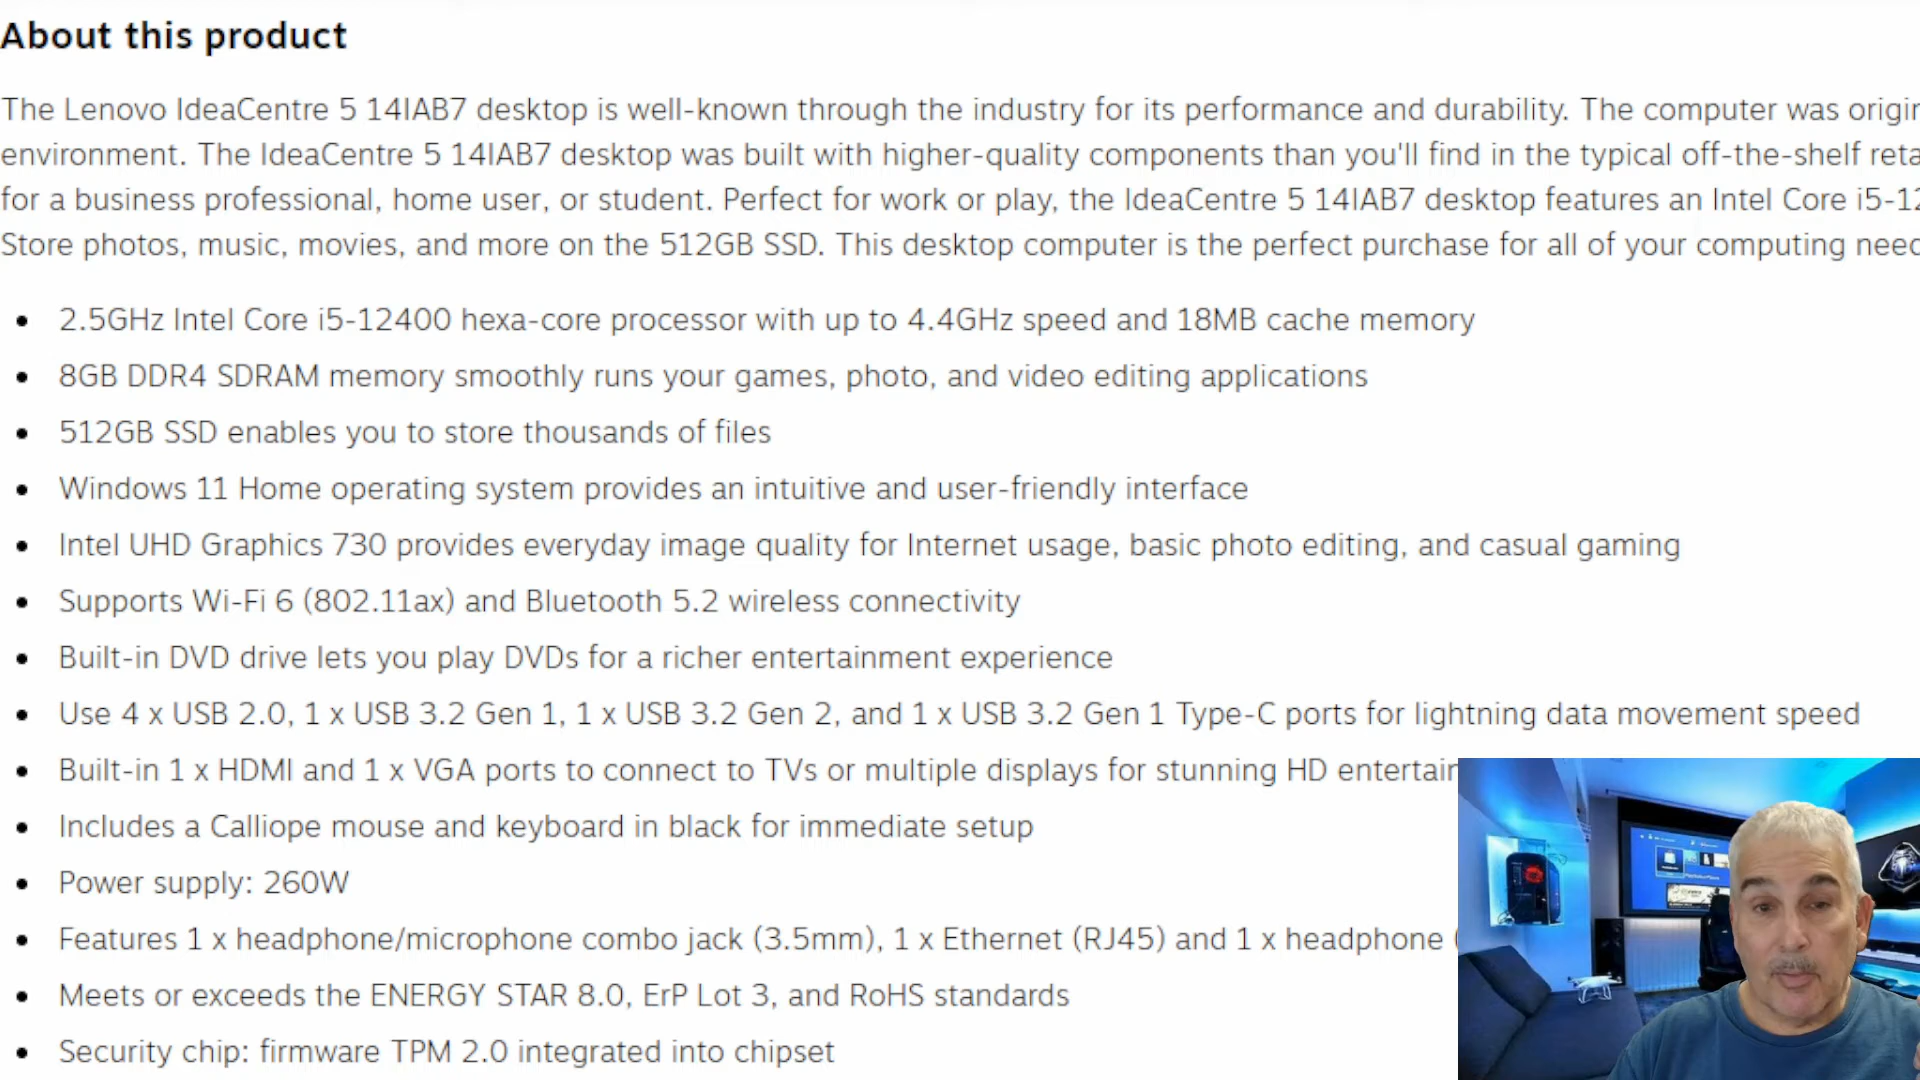 About this product
The Lenovo IdeaCentre 5 14IAB7 desktop is well-known through the industry for its performance and durability. The computer was
environment. The IdeaCentre 5 14IAB7 desktop was built with higher-quality components than you'll find in the typical off-the-shelf
for a business professional, home user, or student. Perfect for work or play, the IdeaCentre 5 14IAB7 desktop features an Intel Core
Store photos, music, movies, and more on the 512GB SSD. This desktop computer is the perfect purchase for all of your computing
• 2.5GHz Intel Core i5-12400 hexa-core processor with up to 4.4GHz speed and 18MB cache memory
• 8GB DDR4 SDRAM memory smoothly runs your games, photo, and video editing applications
• 512GB SSD enables you to store thousands of files
• Windows 11 Home operating system provides an intuitive and user-friendly interface
• Intel UHD Graphics 730 provides everyday image quality for Internet usage, basic photo editing, and casual gaming
• Supports Wi-Fi 6 (802.11ax) and Bluetooth 5.2 wireless connectivity
• Built-in DVD drive lets you play DVDs for a richer entertainment experience
• Use 4 x USB 2.0, 1 x USB 3.2 Gen 1, 1 x USB 3.2 Gen 2, and 1 x USB 3.2 Gen 1 Type-C ports for lightning data movement speed
• Built-in 1 x HDMI and 1 x VGA ports to connect to TVs or multiple displays for stunning HD
• Includes a Calliope mouse and keyboard in black for immediate setup
• Power supply: 260W
• Features 1 x headphone/microphone combo jack (3.5mm), 1 x Ethernet (RJ45) and 1 x headphone
• Meets or exceeds the ENERGY STAR 8.0, ErP Lot 3, and RoHS standards
• Security chip: firmware TPM 2.0 integrated into chipset